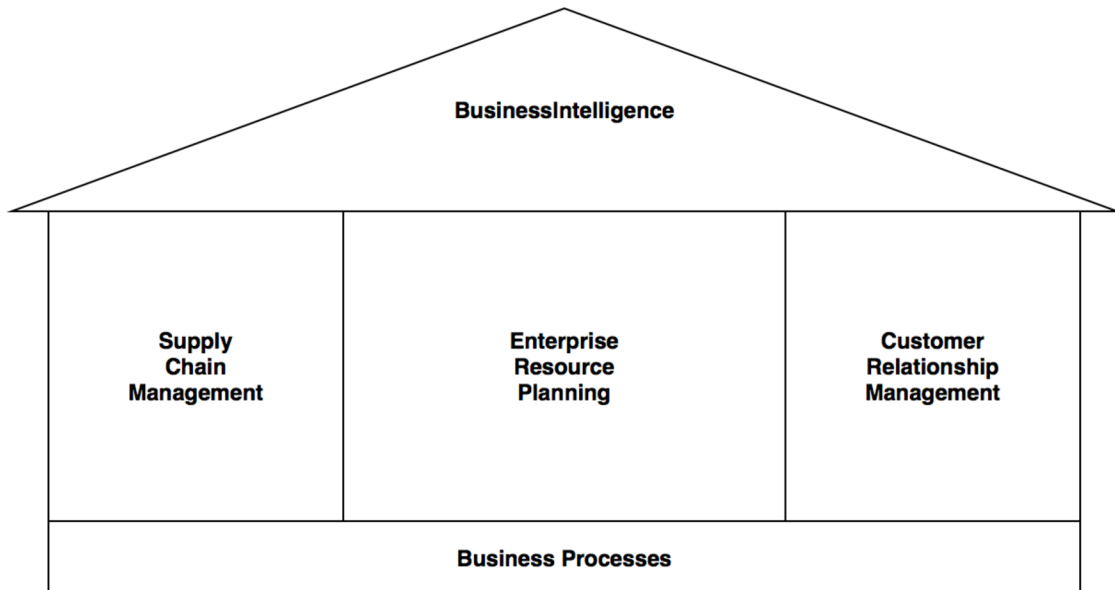 BusinessIntelligence
Supply
Chain
Management
Enterprise
Resource
Planning
Customer
Relationship
Management
Business Processes